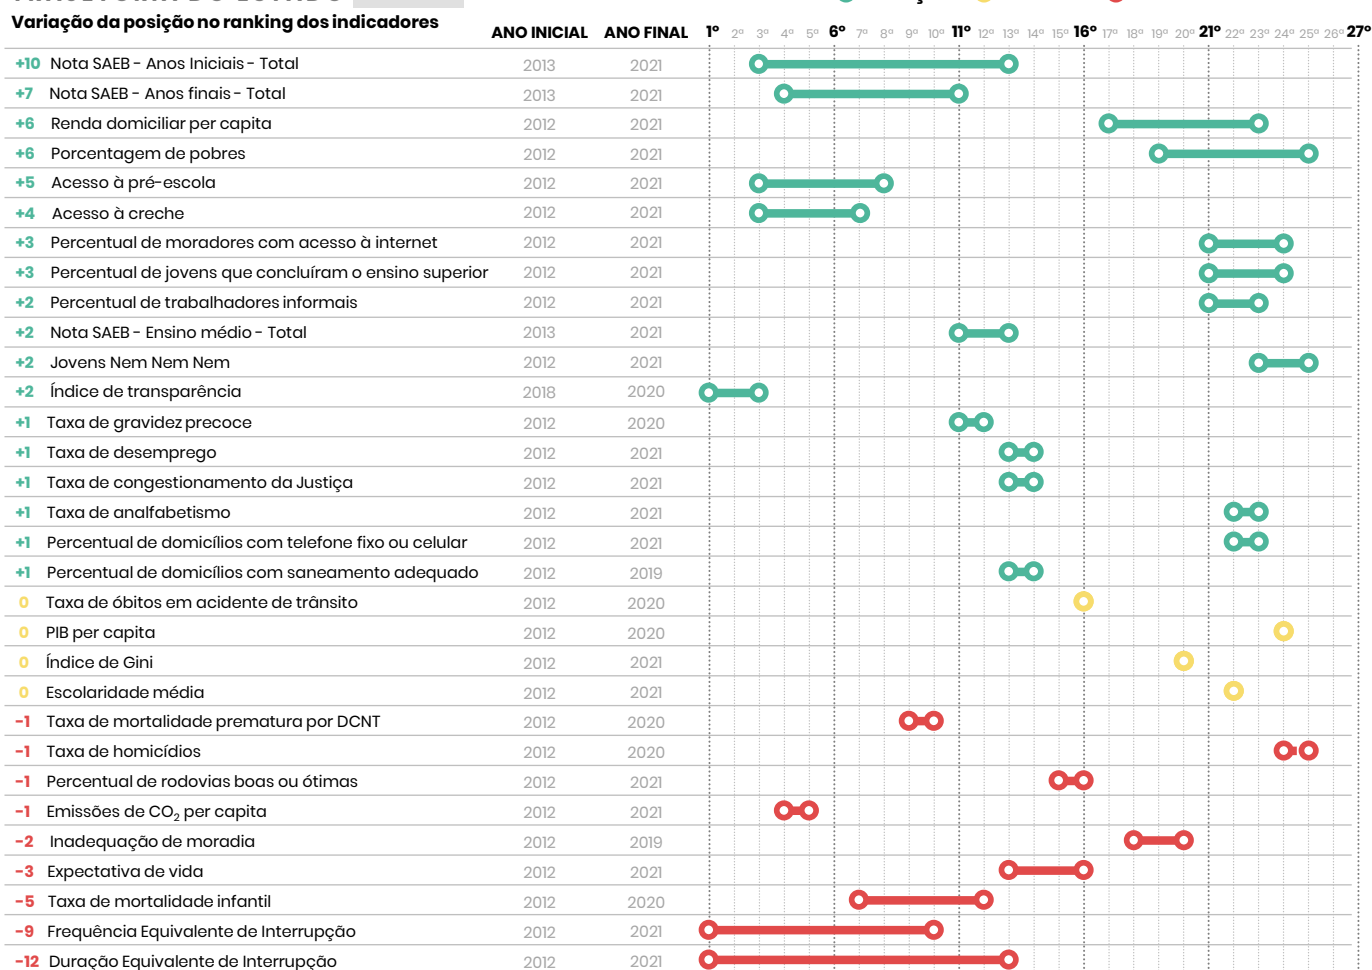 Variação da posição no ranking dos indicadores
ANO INICIAL ANO FINAL 1º 2º 3º 4º 5º 6º 7º 8º 9º 10º 11º 12º 13º 14º 15º 16º 17º 18º 19º 20º 21º 22º 23º 24º 25º 26º 27º
+10 Nota SAEB - Anos Iniciais - Total 2013 2021
+7 Nota SAEB - Anos finais - Total 2013 2021
+6 Renda domiciliar per capita 2012 2021
+6 Porcentagem de pobres 2012 2021
+5 Acesso à pré-escola 2012 2021
+4 Acesso à creche 2012 2021
+3 Percentual de moradores com acesso à internet 2012 2021
+3 Percentual de jovens que concluíram o ensino superior 2012 2021
+2 Percentual de trabalhadores informais 2012 2021
+2 Nota SAEB - Ensino médio - Total 2013 2021
+2 Jovens Nem Nem Nem 2012 2021
+2 Índice de transparência 2018 2020
+1 Taxa de gravidez precoce 2012 2020
+1 Taxa de desemprego 2012 2021
+1 Taxa de congestionamento da Justiça 2012 2021
+1 Taxa de analfabetismo 2012 2021
+1 Percentual de domicílios com telefone fixo ou celular 2012 2021
+1 Percentual de domicílios com saneamento adequado 2012 2019
0 Taxa de óbitos em acidente de trânsito 2012 2020
0 PIB per capita 2012 2020
0 Índice de Gini 2012 2021
0 Escolaridade média 2012 2021
-1 Taxa de mortalidade prematura por DCNT 2012 2020
-1 Taxa de homicídios 2012 2020
-1 Percentual de rodovias boas ou ótimas 2012 2021
-1 Emissões de CO₂ per capita 2012 2021
-2 Inadequação de moradia 2012 2019
-3 Expectativa de vida 2012 2021
-5 Taxa de mortalidade infantil 2012 2020
-9 Frequência Equivalente de Interrupção 2012 2021
-12 Duração Equivalente de Interrupção 2012 2021